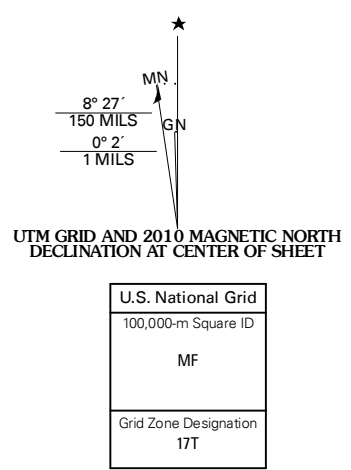 ★
MN
8° 27´
150 MILS
GN
0° 2´
1 MILS
UTM GRID AND 2010 MAGNETIC NORTH
DECLINATION AT CENTER OF SHEET
U.S. National Grid
100,000-m Square ID
MF
Grid Zone Designation
17T